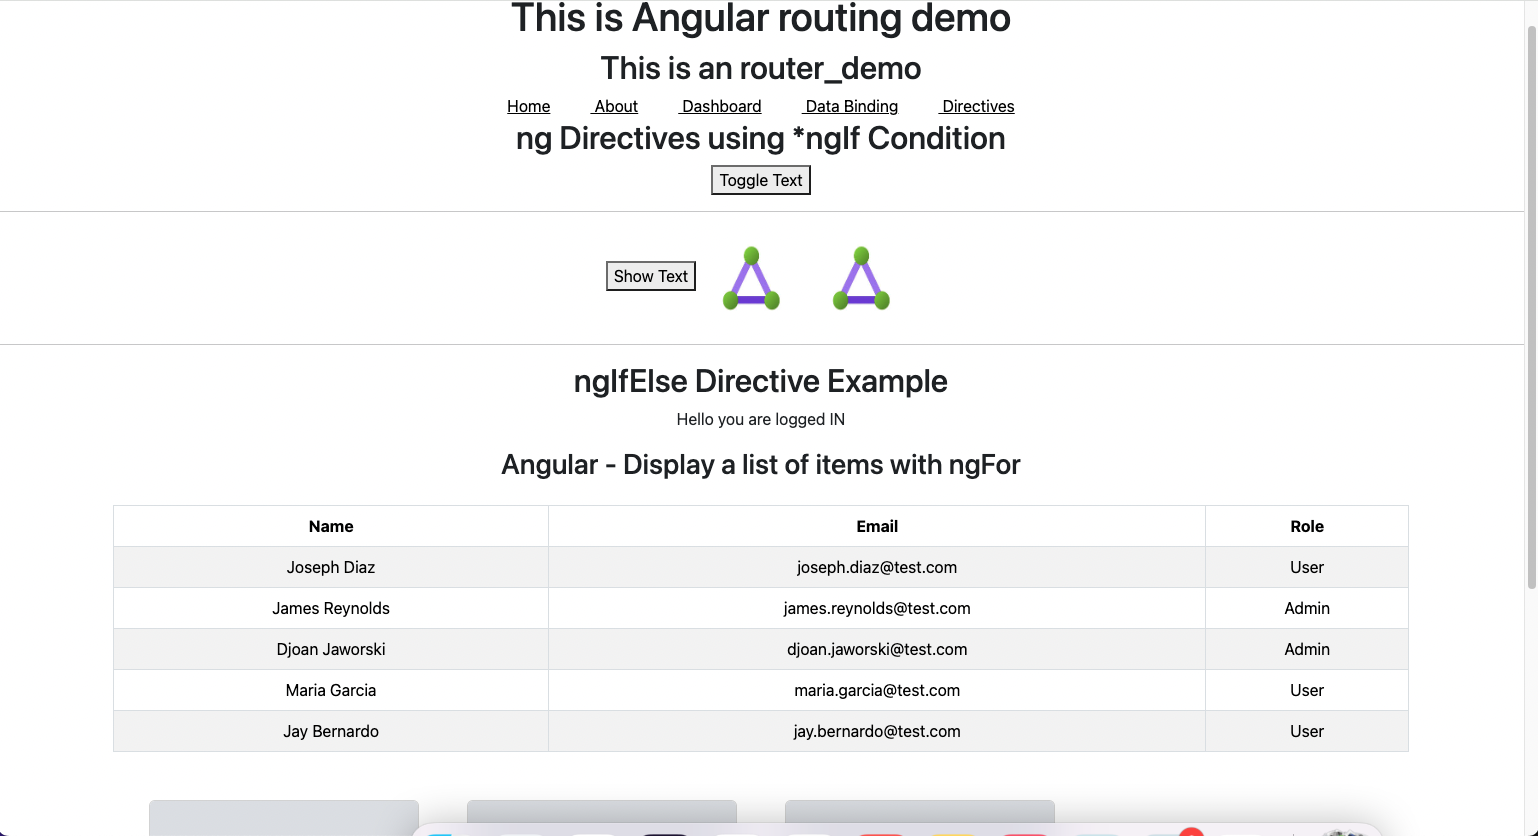 This is Angular routing demo
This is an router_demo
Home About Dashboard Data Binding Directives
ng Directives using *ngIf Condition
Toggle Text
Show Text
ngIfElse Directive Example
Hello you are logged IN
Angular - Display a list of items with ngFor
Name Email Role
Joseph Diaz joseph.diaz@test.com User
James Reynolds james.reynolds@test.com Admin
Djoan Jaworski djoan.jaworski@test.com Admin
Maria Garcia maria.garcia@test.com User
Jay Bernardo jay.bernardo@test.com User